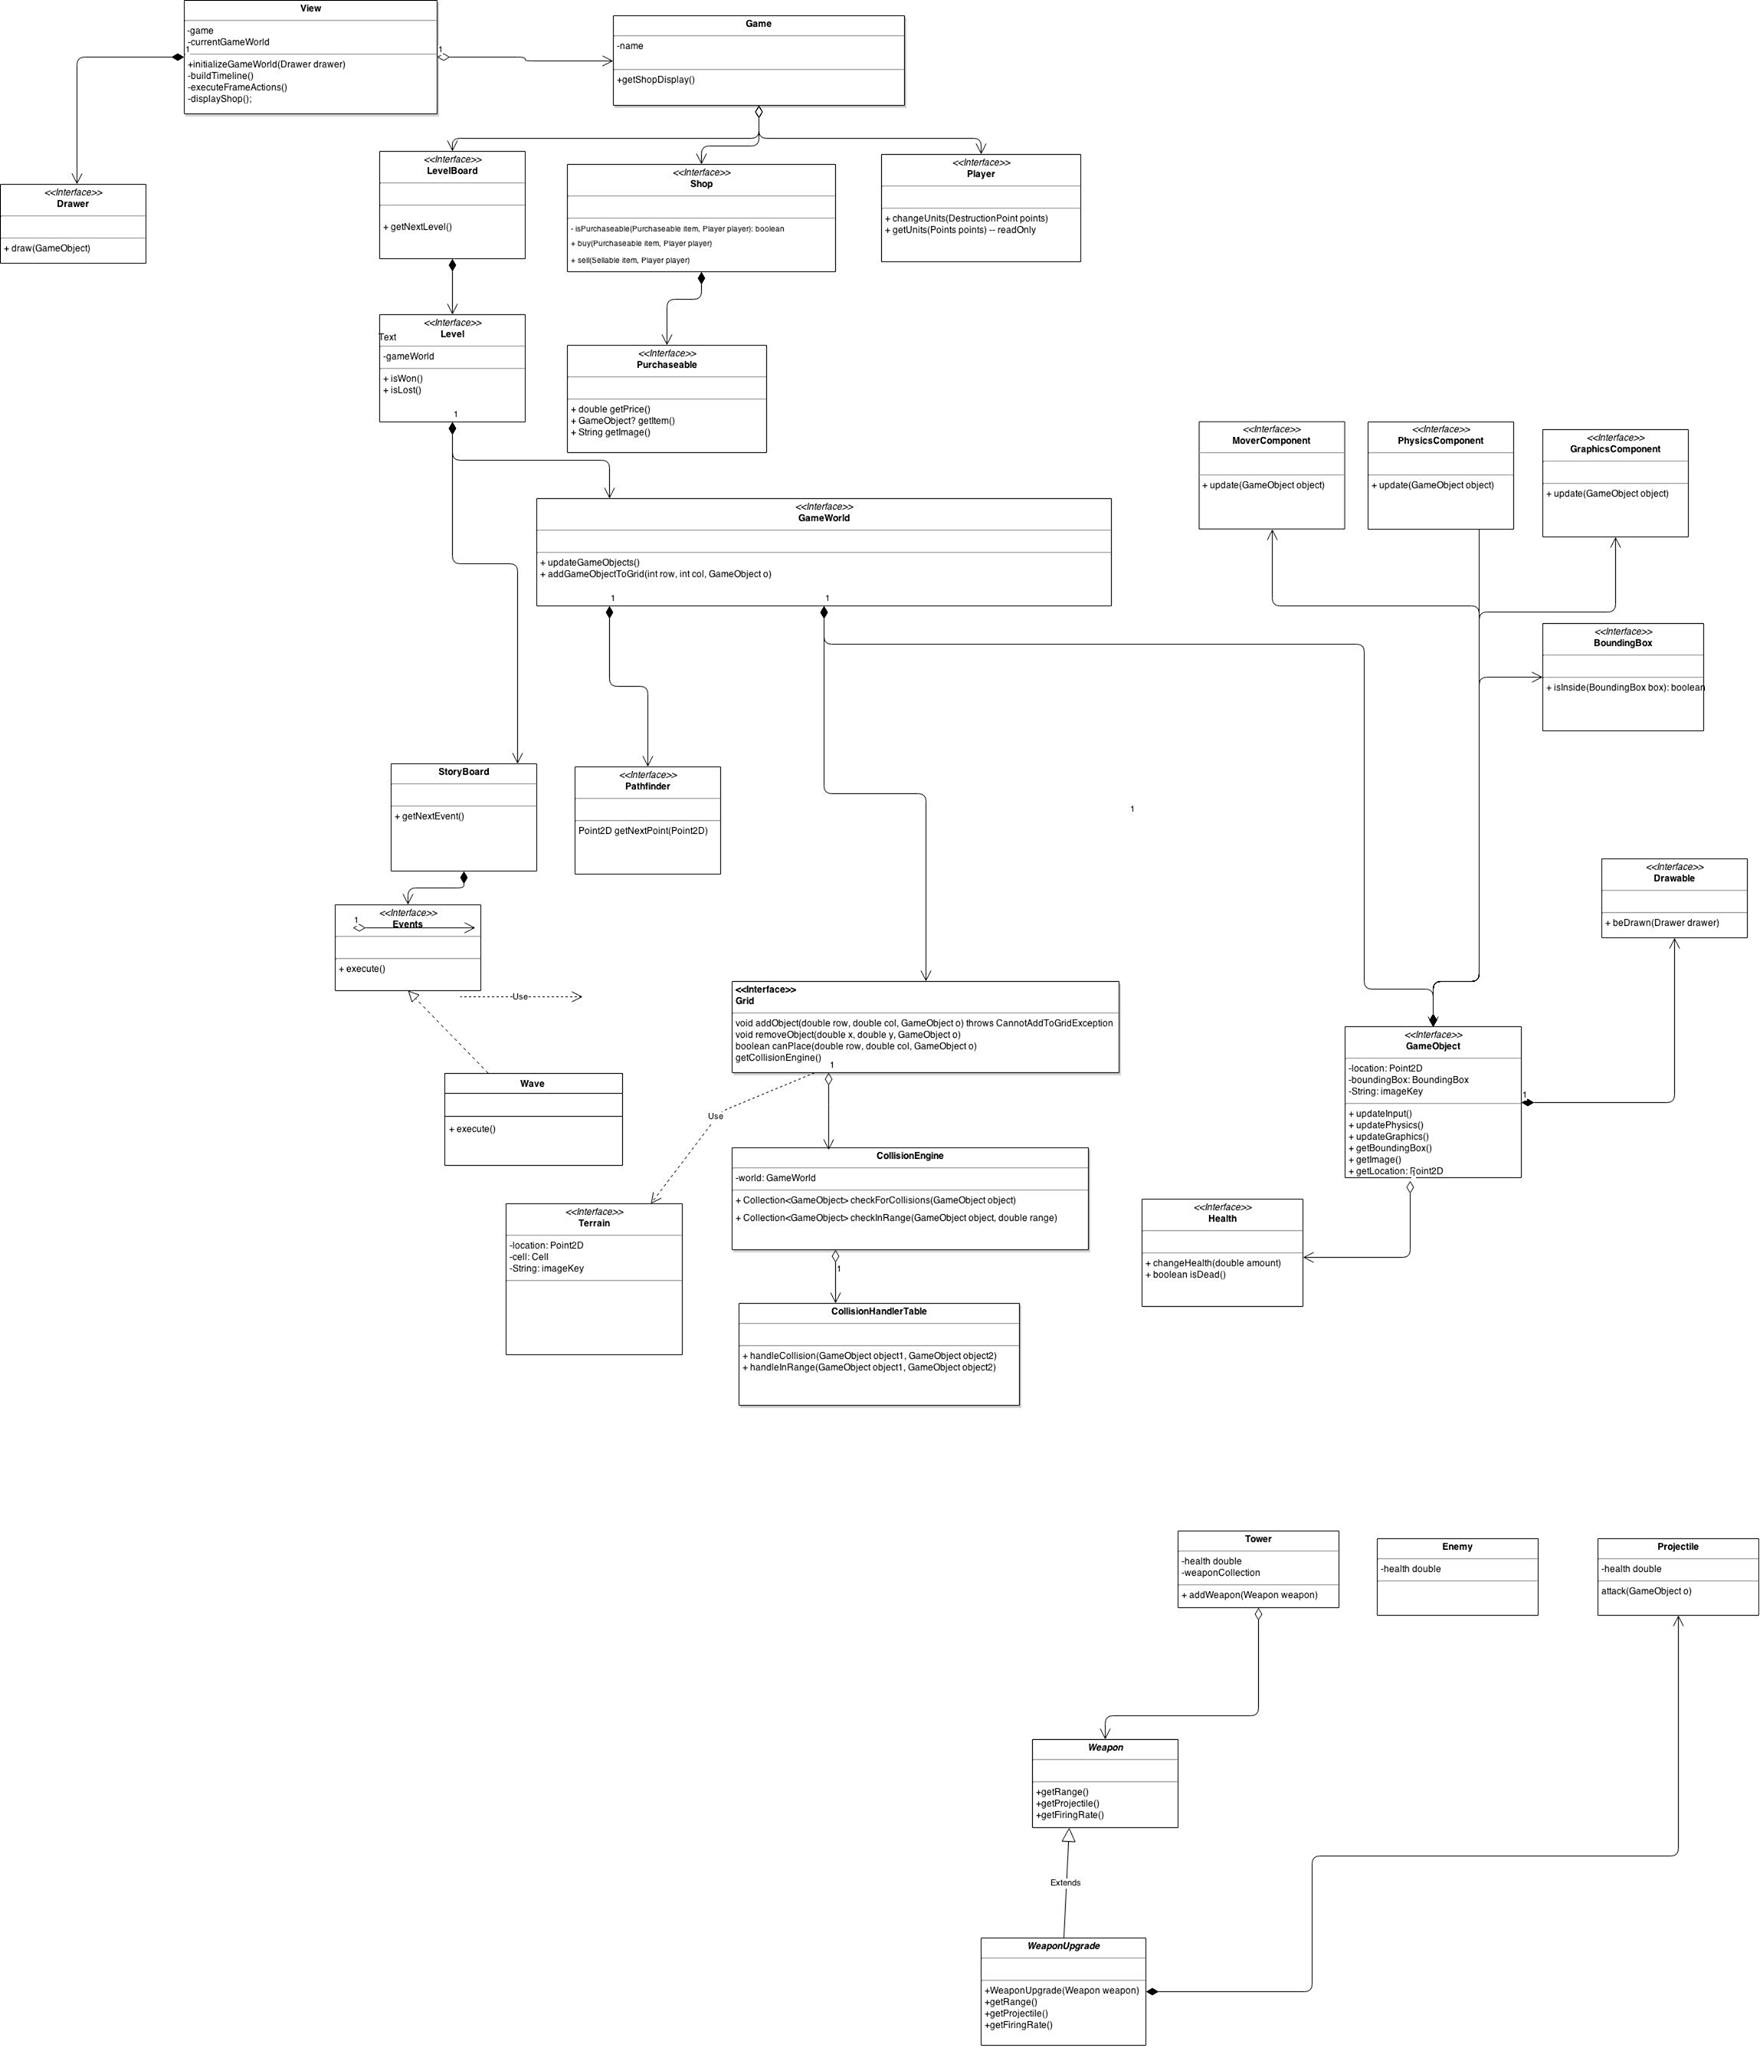 View
-game
-currentGameWorld
1
+initializeGameWorld(Drawer drawer)
-buildTimeline()
-executeFrameActions()
-displayShop();
1
Game
-name
+getShopDisplay()
<<Interface>>
Drawer
+ draw(GameObject)
<<Interface>>
LevelBoard
+ getNextLevel()
<<Interface>>
Shop
- isPurchaseable(Purchaseable item, Player player): boolean
+ buy(Purchaseable item, Player player)
+ sell(Sellable item, Player player)
<<Interface>>
Player
+ changeUnits(DestructionPoint points)
+ getUnits(Points points) -- readOnly
<<Interface>>
Level
Text
-gameWorld
+ isWon()
+ isLost()
1
<<Interface>>
Purchaseable
+ double getPrice()
+ GameObject? getItem()
+ String getImage()
<<Interface>>
MoverComponent
+ update(GameObject object)
<<Interface>>
PhysicsComponent
+ update(GameObject object)
<<Interface>>
GraphicsComponent
+ update(GameObject object)
<<Interface>>
GameWorld
+ updateGameObjects()
+ addGameObjectToGrid(int row, int col, GameObject o)
1
1
<<Interface>>
BoundingBox
+ isInside(BoundingBox box): boolean
StoryBoard
+ getNextEvent()
<<Interface>>
Pathfinder
Point2D getNextPoint(Point2D)
1
<<Interface>>
Drawable
+ beDrawn(Drawer drawer)
<<Interface>>
1
Events
+ execute()
Use
<<Interface>>
Grid
void addObject(double row, double col, GameObject o) throws CannotAddToGridException
void removeObject(double x, double y, GameObject o)
boolean canPlace(double row, double col, GameObject o)
getCollisionEngine()
1
<<Interface>>
GameObject
-location: Point2D
-boundingBox: BoundingBox
-String: imageKey
1
+ updateInput()
+ updatePhysics()
+ updateGraphics()
+ getBoundingBox()
+ getImage()
+ getLocation: Point2D
Wave
+ execute()
Use
CollisionEngine
-world: GameWorld
+ Collection<GameObject> checkForCollisions(GameObject object)
+ Collection<GameObject> checkInRange(GameObject object, double range)
1
<<Interface>>
Terrain
-location: Point2D
-cell: Cell
-String: imageKey
<<Interface>>
Health
+ changeHealth(double amount)
+ boolean isDead()
CollisionHandlerTable
+ handleCollision(GameObject object1, GameObject object2)
+ handleInRange(GameObject object1, GameObject object2)
Tower
-health double
-weaponCollection
+ addWeapon(Weapon weapon)
Enemy
-health double
Projectile
-health double
attack(GameObject o)
Weapon
+getRange()
+getProjectile()
+getFiringRate()
Extends
WeaponUpgrade
+WeaponUpgrade(Weapon weapon)
+getRange()
+getProjectile()
+getFiringRate()